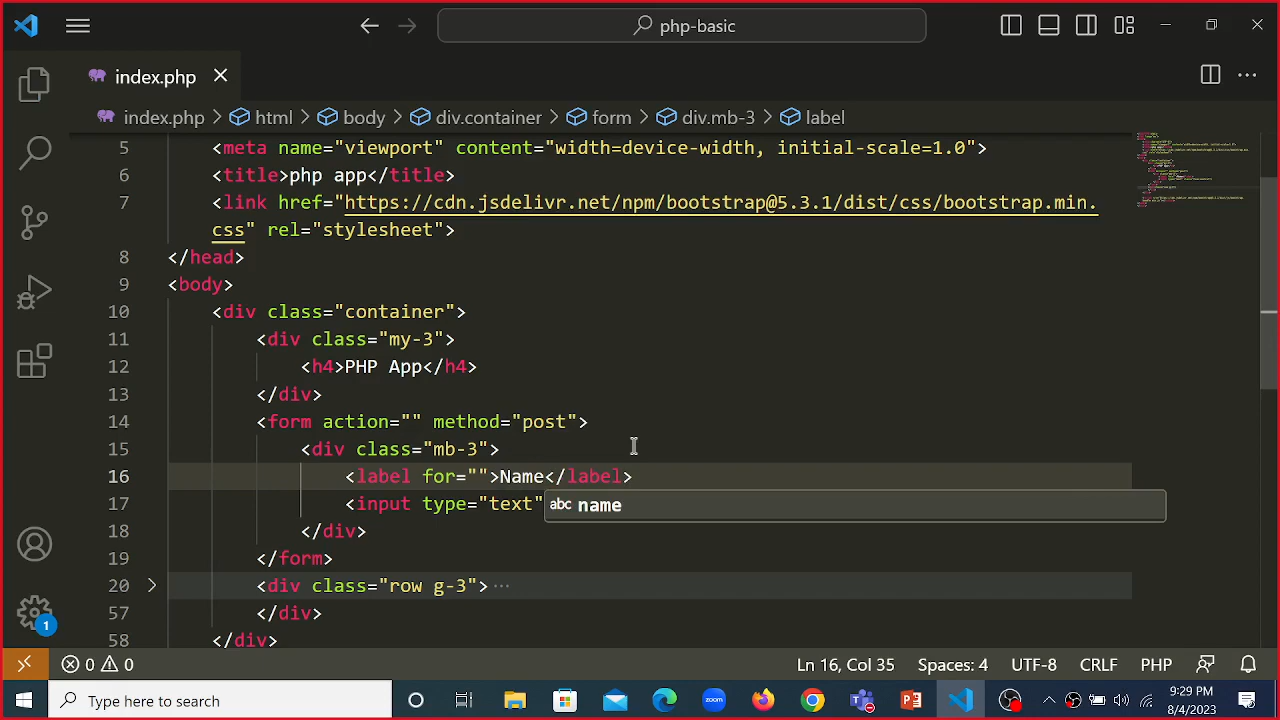 php-basic
index.php
index.php > html > body > div.container > form > div.mb-3 > label
5 <meta name="viewport" content="width=device-width, initial-scale=1.0">
6 <title>php app</title>
7 <link href="https://cdn.jsdelivr.net/npm/bootstrap@5.3.1/dist/css/bootstrap.min.
css" rel="stylesheet">
8 </head>
9 <body>
10 <div class="container">
11 <div class="my-3">
12 <h4>PHP App</h4>
13 </div>
14 <form action="" method="post">
15 <div class="mb-3">
16 <label for="">Name</label>
17 <input type="text"
abc name
18 </div>
19 </form>
20 > <div class="row g-3"> ...
57 </div>
58 </div>
1
0 0 Ln 16, Col 35 Spaces: 4 UTF-8 CRLF PHP
Type here to search zoom 9:29 PM
8/4/2023